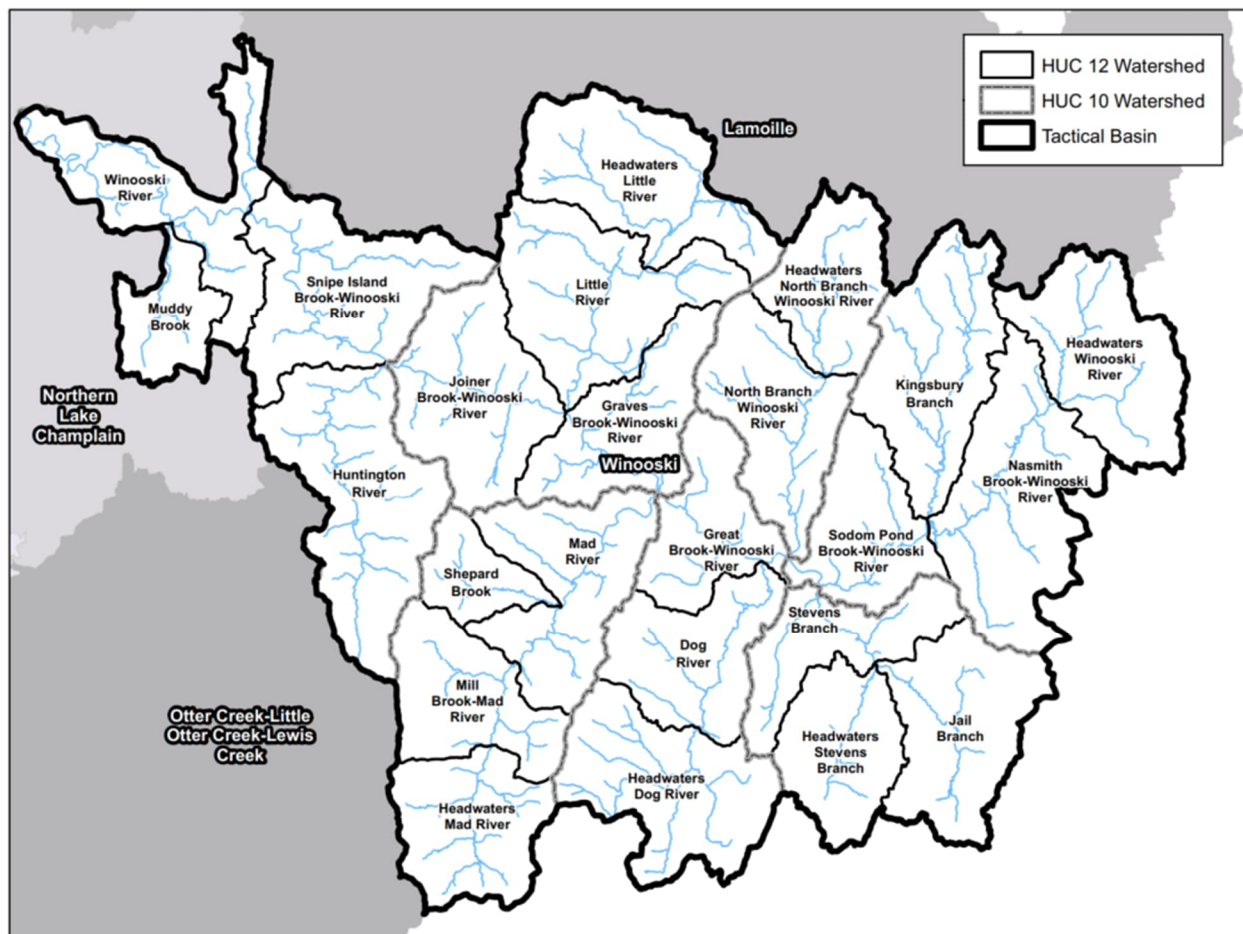 HUC 12 Watershed
HUC 10 Watershed
Tactical Basin
Lamoille
Winooski
River
Headwaters
Little
River
Snipe Island
Brook-Winooski
River
Little
River
Headwaters
North Branch
Winooski River
Muddy
Brook
Headwaters
Winooski
River
Northern
Lake
Champlain
Joiner
Brook-Winooski
River
Graves
Brook-Winooski
River
North Branch
Winooski
River
Kingsbury
Branch
Winooski
Nasmith
Brook-Winooski
River
Huntington
River
Mad
River
Great
Brook-Winooski
River
Sodom Pond
Brook-Winooski
River
Shepard
Brook
Stevens
Branch
Dog
River
Mill
Brook-Mad
River
Otter Creek-Little
Otter Creek-Lewis
Creek
Headwaters
Stevens
Branch
Jail
Branch
Headwaters
Dog River
Headwaters
Mad River